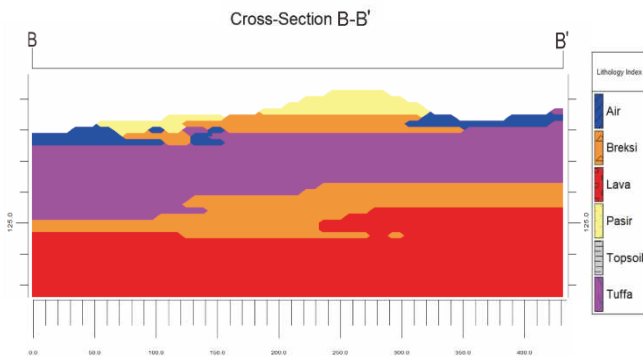 Cross-Section B-B'
B
B'
Lithology Index
Air
Breksi
Lava
Pasir
Topsoil
Tuffa
125.0
125.0
0.0
50.0
100.0
150.0
200.0
250.0
300.0
350.0
400.0